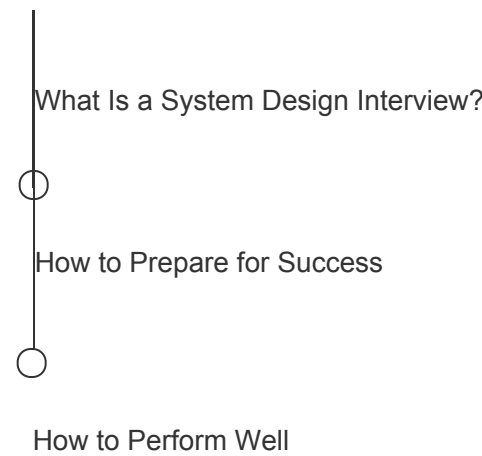 What Is a System Design Interview?
How to Prepare for Success
How to Perform Well